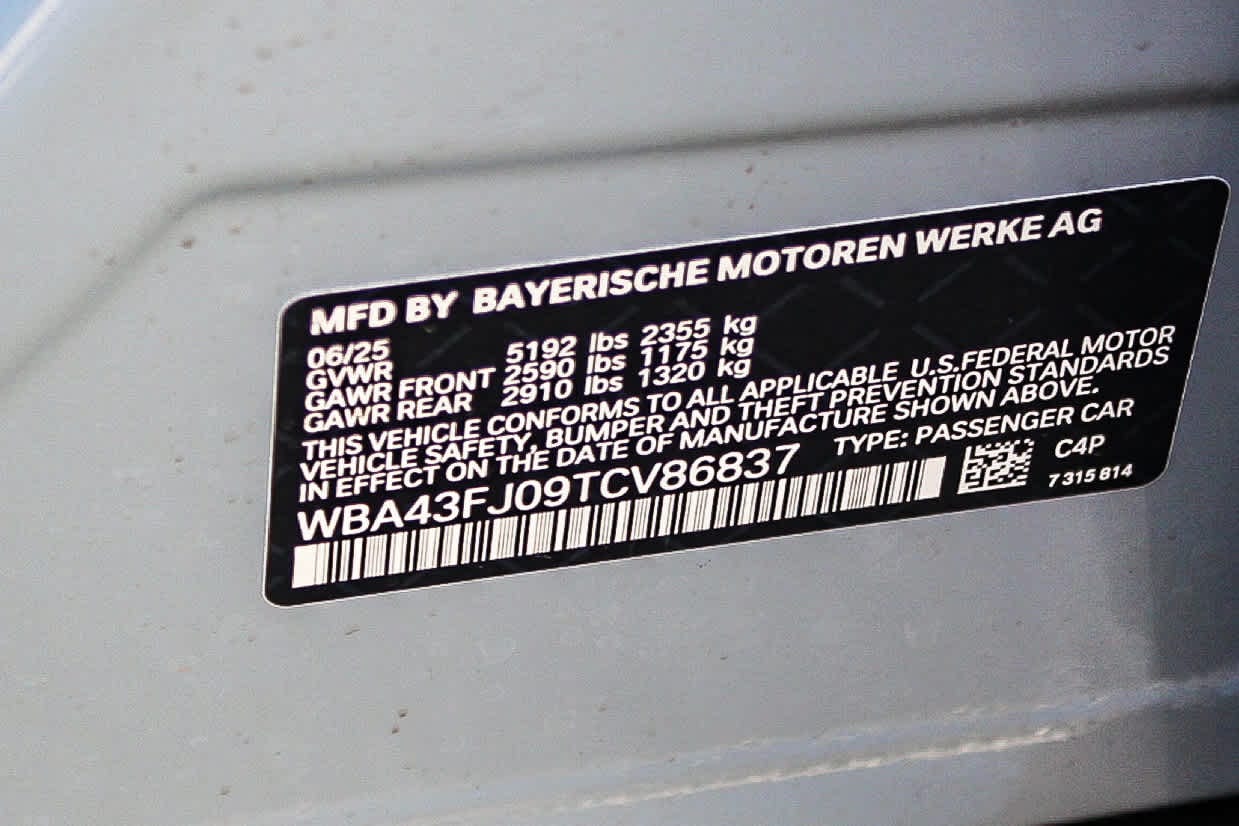 MFD BY BAYERISCHE MOTOREN WERKE AG
06/25
GVWR 5192 lbs 2355 kg
GAWR FRONT 2590 lbs 1175 kg
GAWR REAR 2910 lbs 1320 kg
THIS VEHICLE CONFORMS TO ALL APPLICABLE U.S.FEDERAL MOTOR
VEHICLE SAFETY, BUMPER AND THEFT PREVENTION STANDARDS
IN EFFECT ON THE DATE OF MANUFACTURE SHOWN ABOVE.
WBA43FJ09TCV86837 TYPE: PASSENGER CAR
C4P
7 315 814